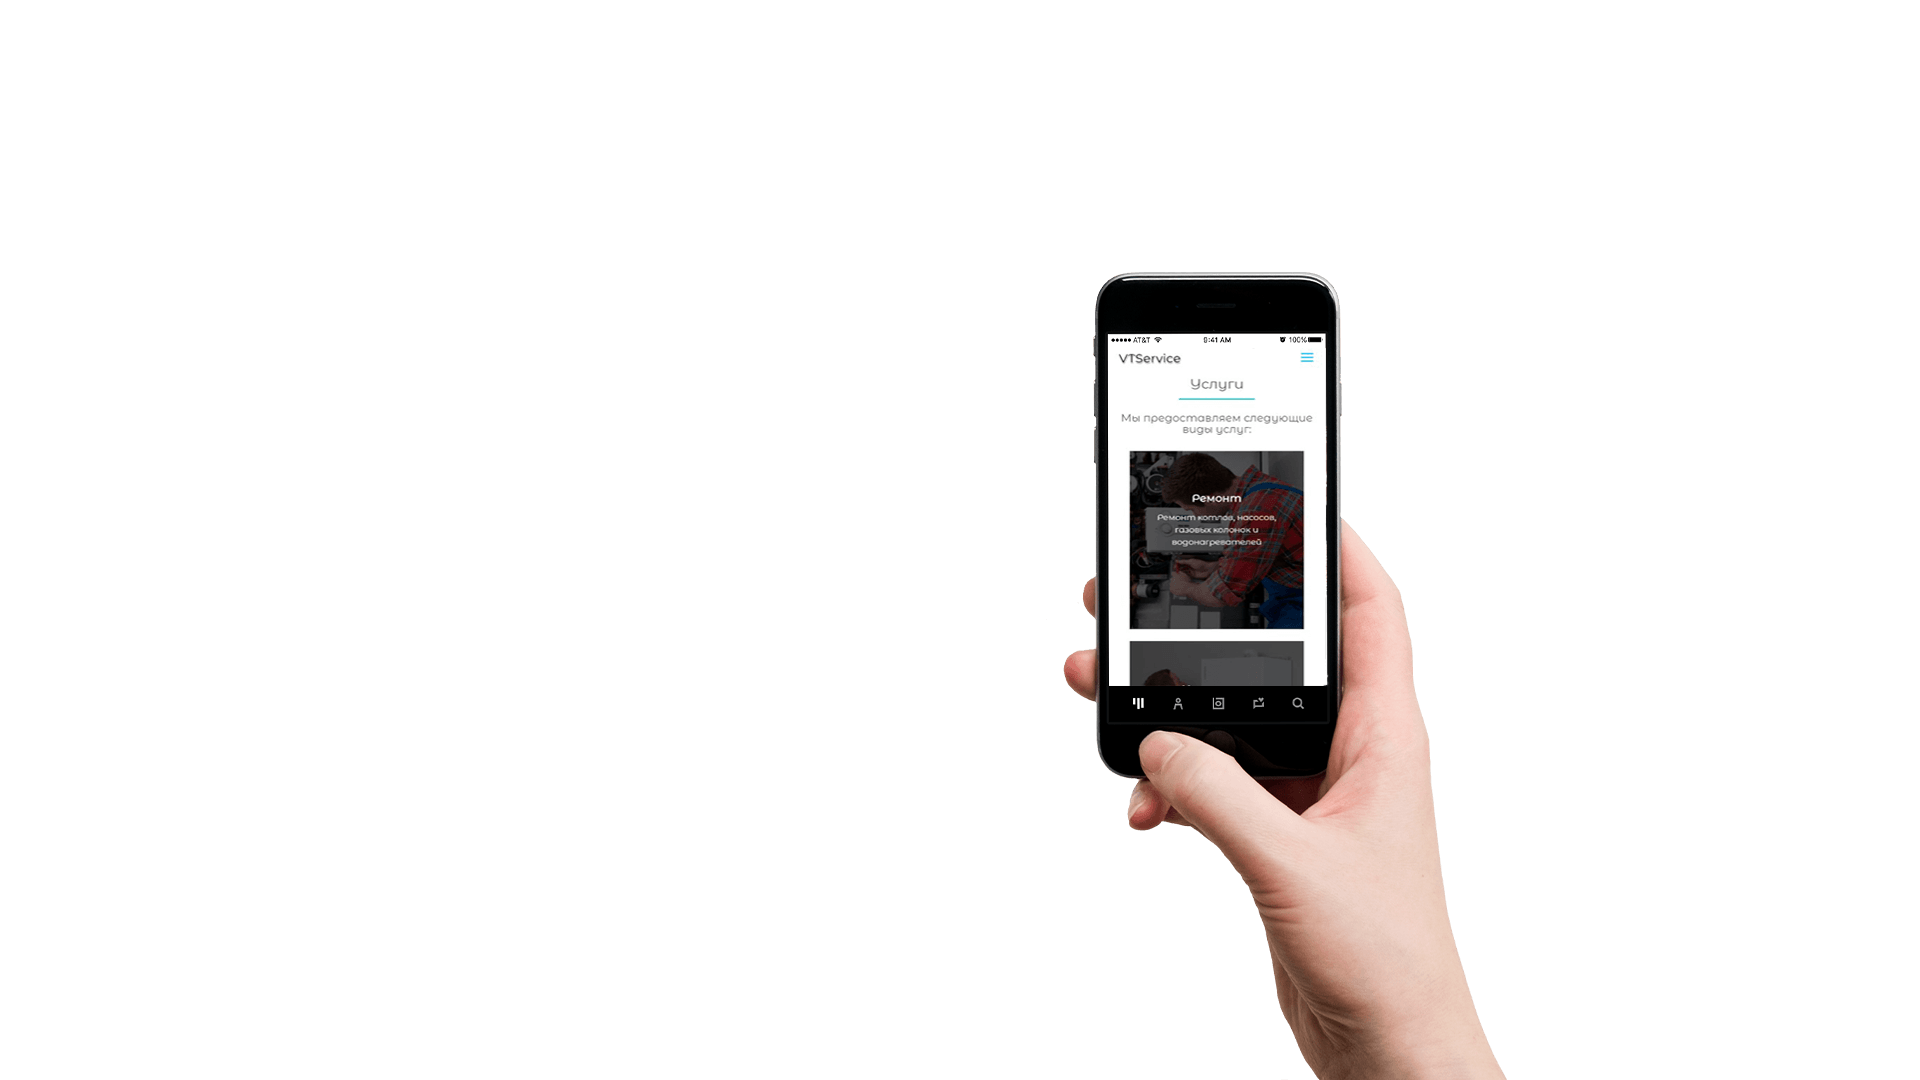 AT&T 9:41 AM 100%
VTService
Услуги
Мы предоставляем следующие
виды услуг:
Ремонт
Ремонт котлов, насосов,
газовых колонок и
водонагревателей